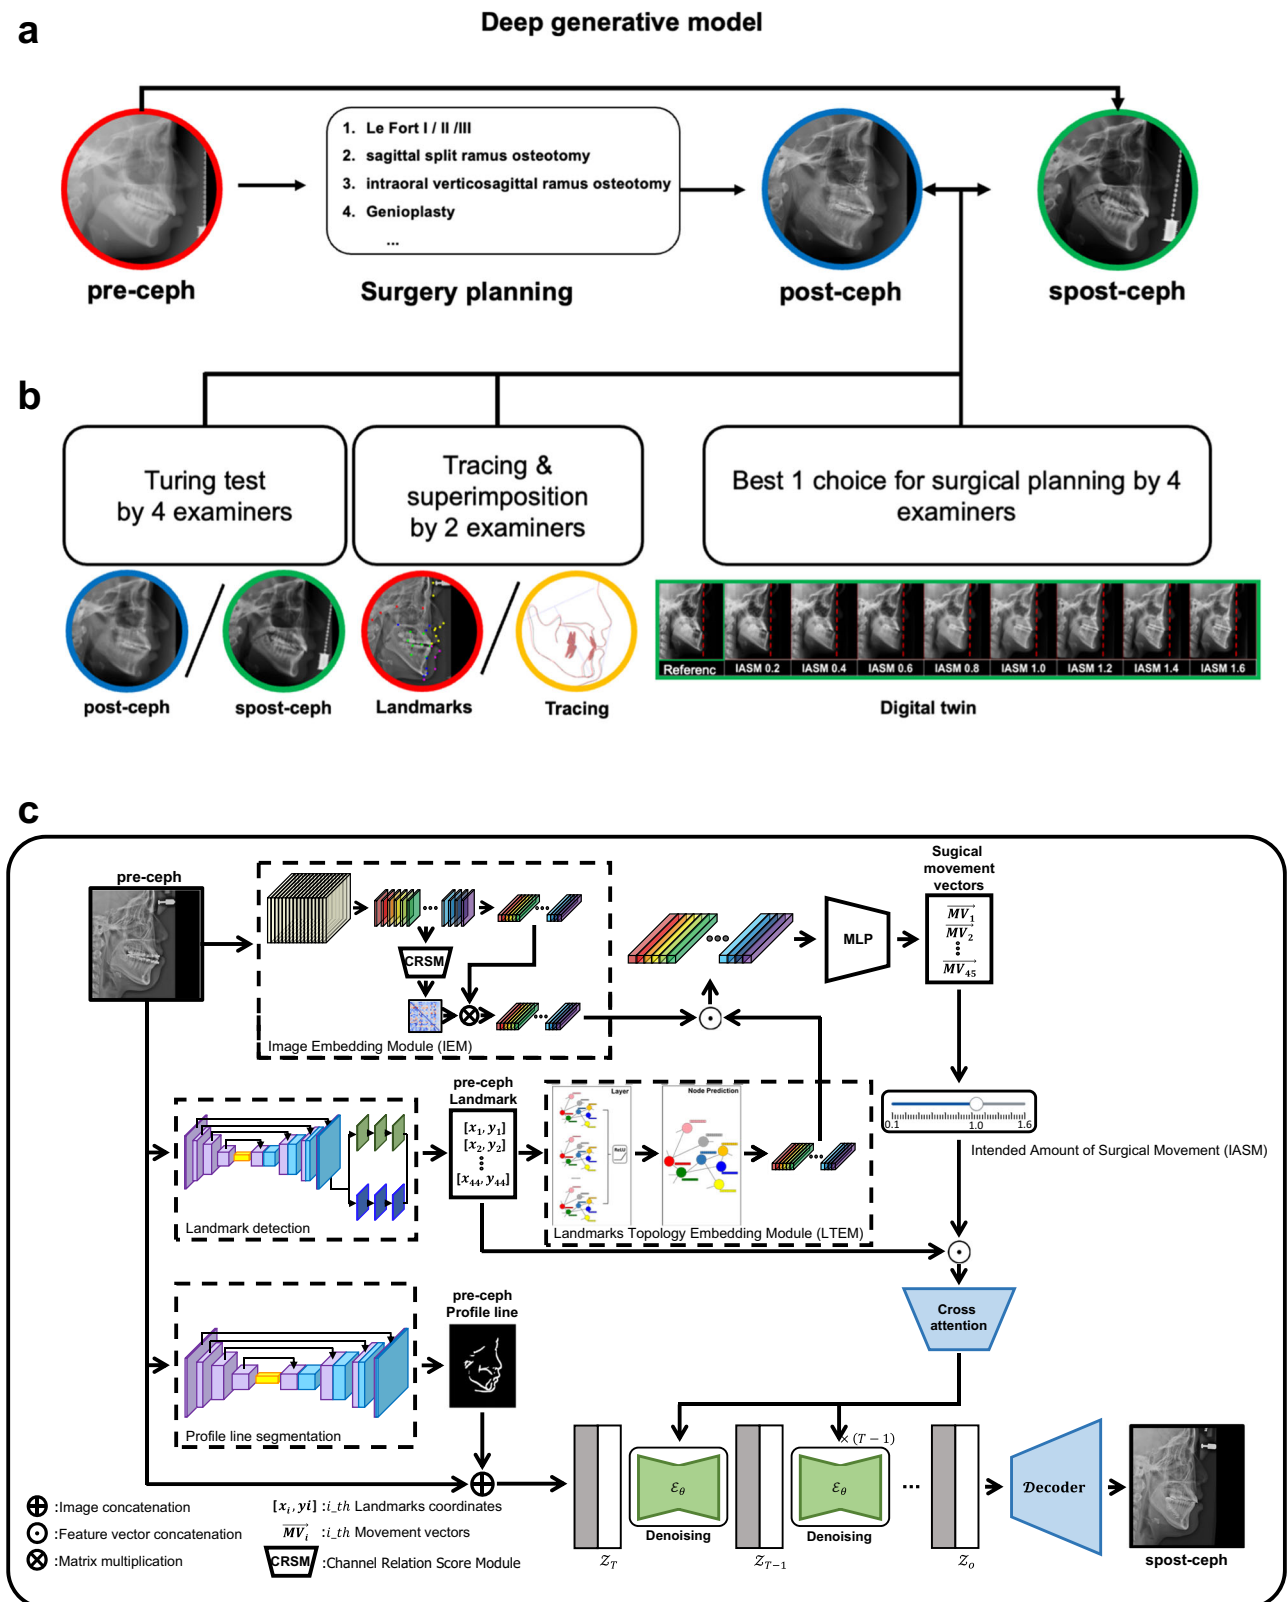 a
Deep generative model
1. Le Fort I / II /III
2. sagittal split ramus osteotomy
3. intraoral verticosagittal ramus osteotomy
4. Genioplasty
...
pre-ceph
Surgery planning
post-ceph
spost-ceph
b
Turing test
by 4 examiners
Tracing &
superimposition
by 2 examiners
Best 1 choice for surgical planning by 4
examiners
Referenc
IASM 0.2
IASM 0.4
IASM 0.6
IASM 0.8
IASM 1.0
IASM 1.2
IASM 1.4
IASM 1.6
post-ceph
spost-ceph
Landmarks
Tracing
Digital twin
c
pre-ceph
CRSM
Image Embedding Module (IEM)
MLP
Sugical
movement
vectors
MV₁
MV₂
MV₄₅
0.1 1.0 1.6
Intended Amount of Surgical Movement (IASM)
Landmark detection
pre-ceph
Landmark
[x₁, y₁]
[x₂, y₂]
[x₄₄, y₄₄]
Layer
ReLU
Node Prediction
Landmarks Topology Embedding Module (LTEM)
Cross
attention
Profile line segmentation
pre-ceph
Profile line
ℰθ
Denoising
× (T − 1)
ℰθ
Denoising
...
Decoder
spost-ceph
𝒵T
𝒵T−1
𝒵o
:Image concatenation
:Feature vector concatenation
:Matrix multiplication
[xᵢ, yi] :i_th Landmarks coordinates
MVᵢ :i_th Movement vectors
CRSM :Channel Relation Score Module